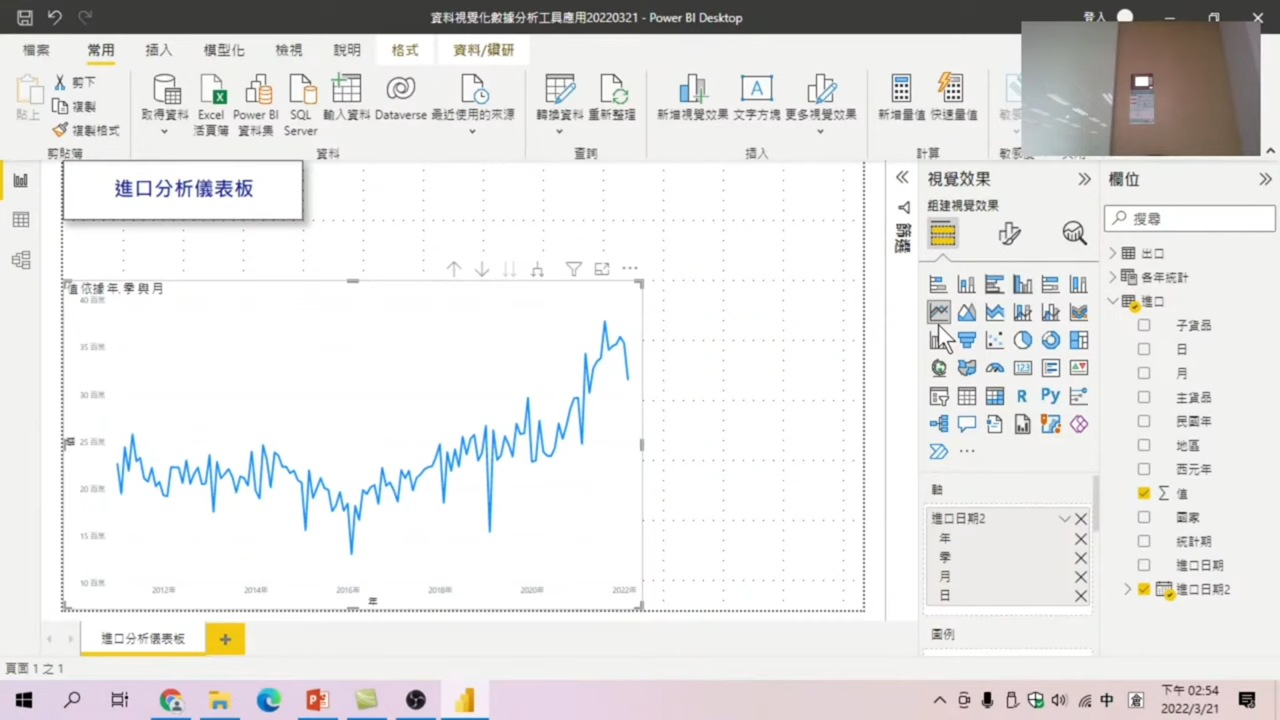 資料視覺化數據分析工具應用20220321 - Power BI Desktop
登入
檔案 常用 插入 模型化 檢視 說明 格式 資料/鑽研
貼上
剪下
複製
複製格式
取得資料
Excel 活頁簿
Power BI 資料集
SQL Server
輸入資料
Dataverse
最近使用的來源
轉換資料
重新整理
新增視覺效果
文字方塊
更多視覺效果
新增量值
快速量值
剪貼簿 資料 查詢 插入 計算
進口分析儀表板
值 依據 年, 季 與 月
40 百萬
35 百萬
30 百萬
25 百萬
20 百萬
15 百萬
10 百萬
值
2012年 2014年 2016年 2018年 2020年 2022年
年
篩選
視覺效果
組建視覺效果
R Py
123
軸
進口日期2
年
季
月
日
圖例
欄位
搜尋
出口
各年統計
進口
子貨品
日
月
主貨品
民國年
地區
西元年
值
國家
統計期
進口日期
進口日期2
進口分析儀表板
頁面 1 之 1
中
倉
下午 02:54
2022/3/21